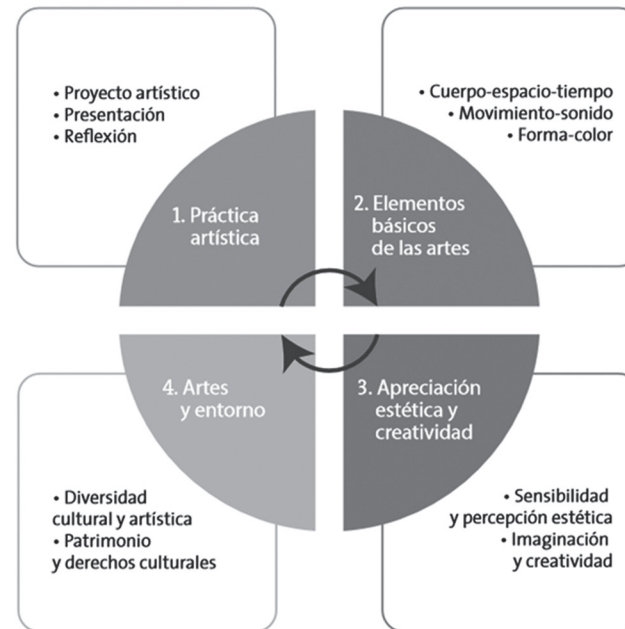 • Proyecto artístico
• Presentación
• Reflexión
1. Práctica
artística
• Cuerpo-espacio-tiempo
• Movimiento-sonido
• Forma-color
2. Elementos
básicos
de las artes
3. Apreciación
estética y
creatividad
• Sensibilidad
y percepción estética
• Imaginación
y creatividad
4. Artes
y entorno
• Diversidad
cultural y artística
• Patrimonio
y derechos culturales